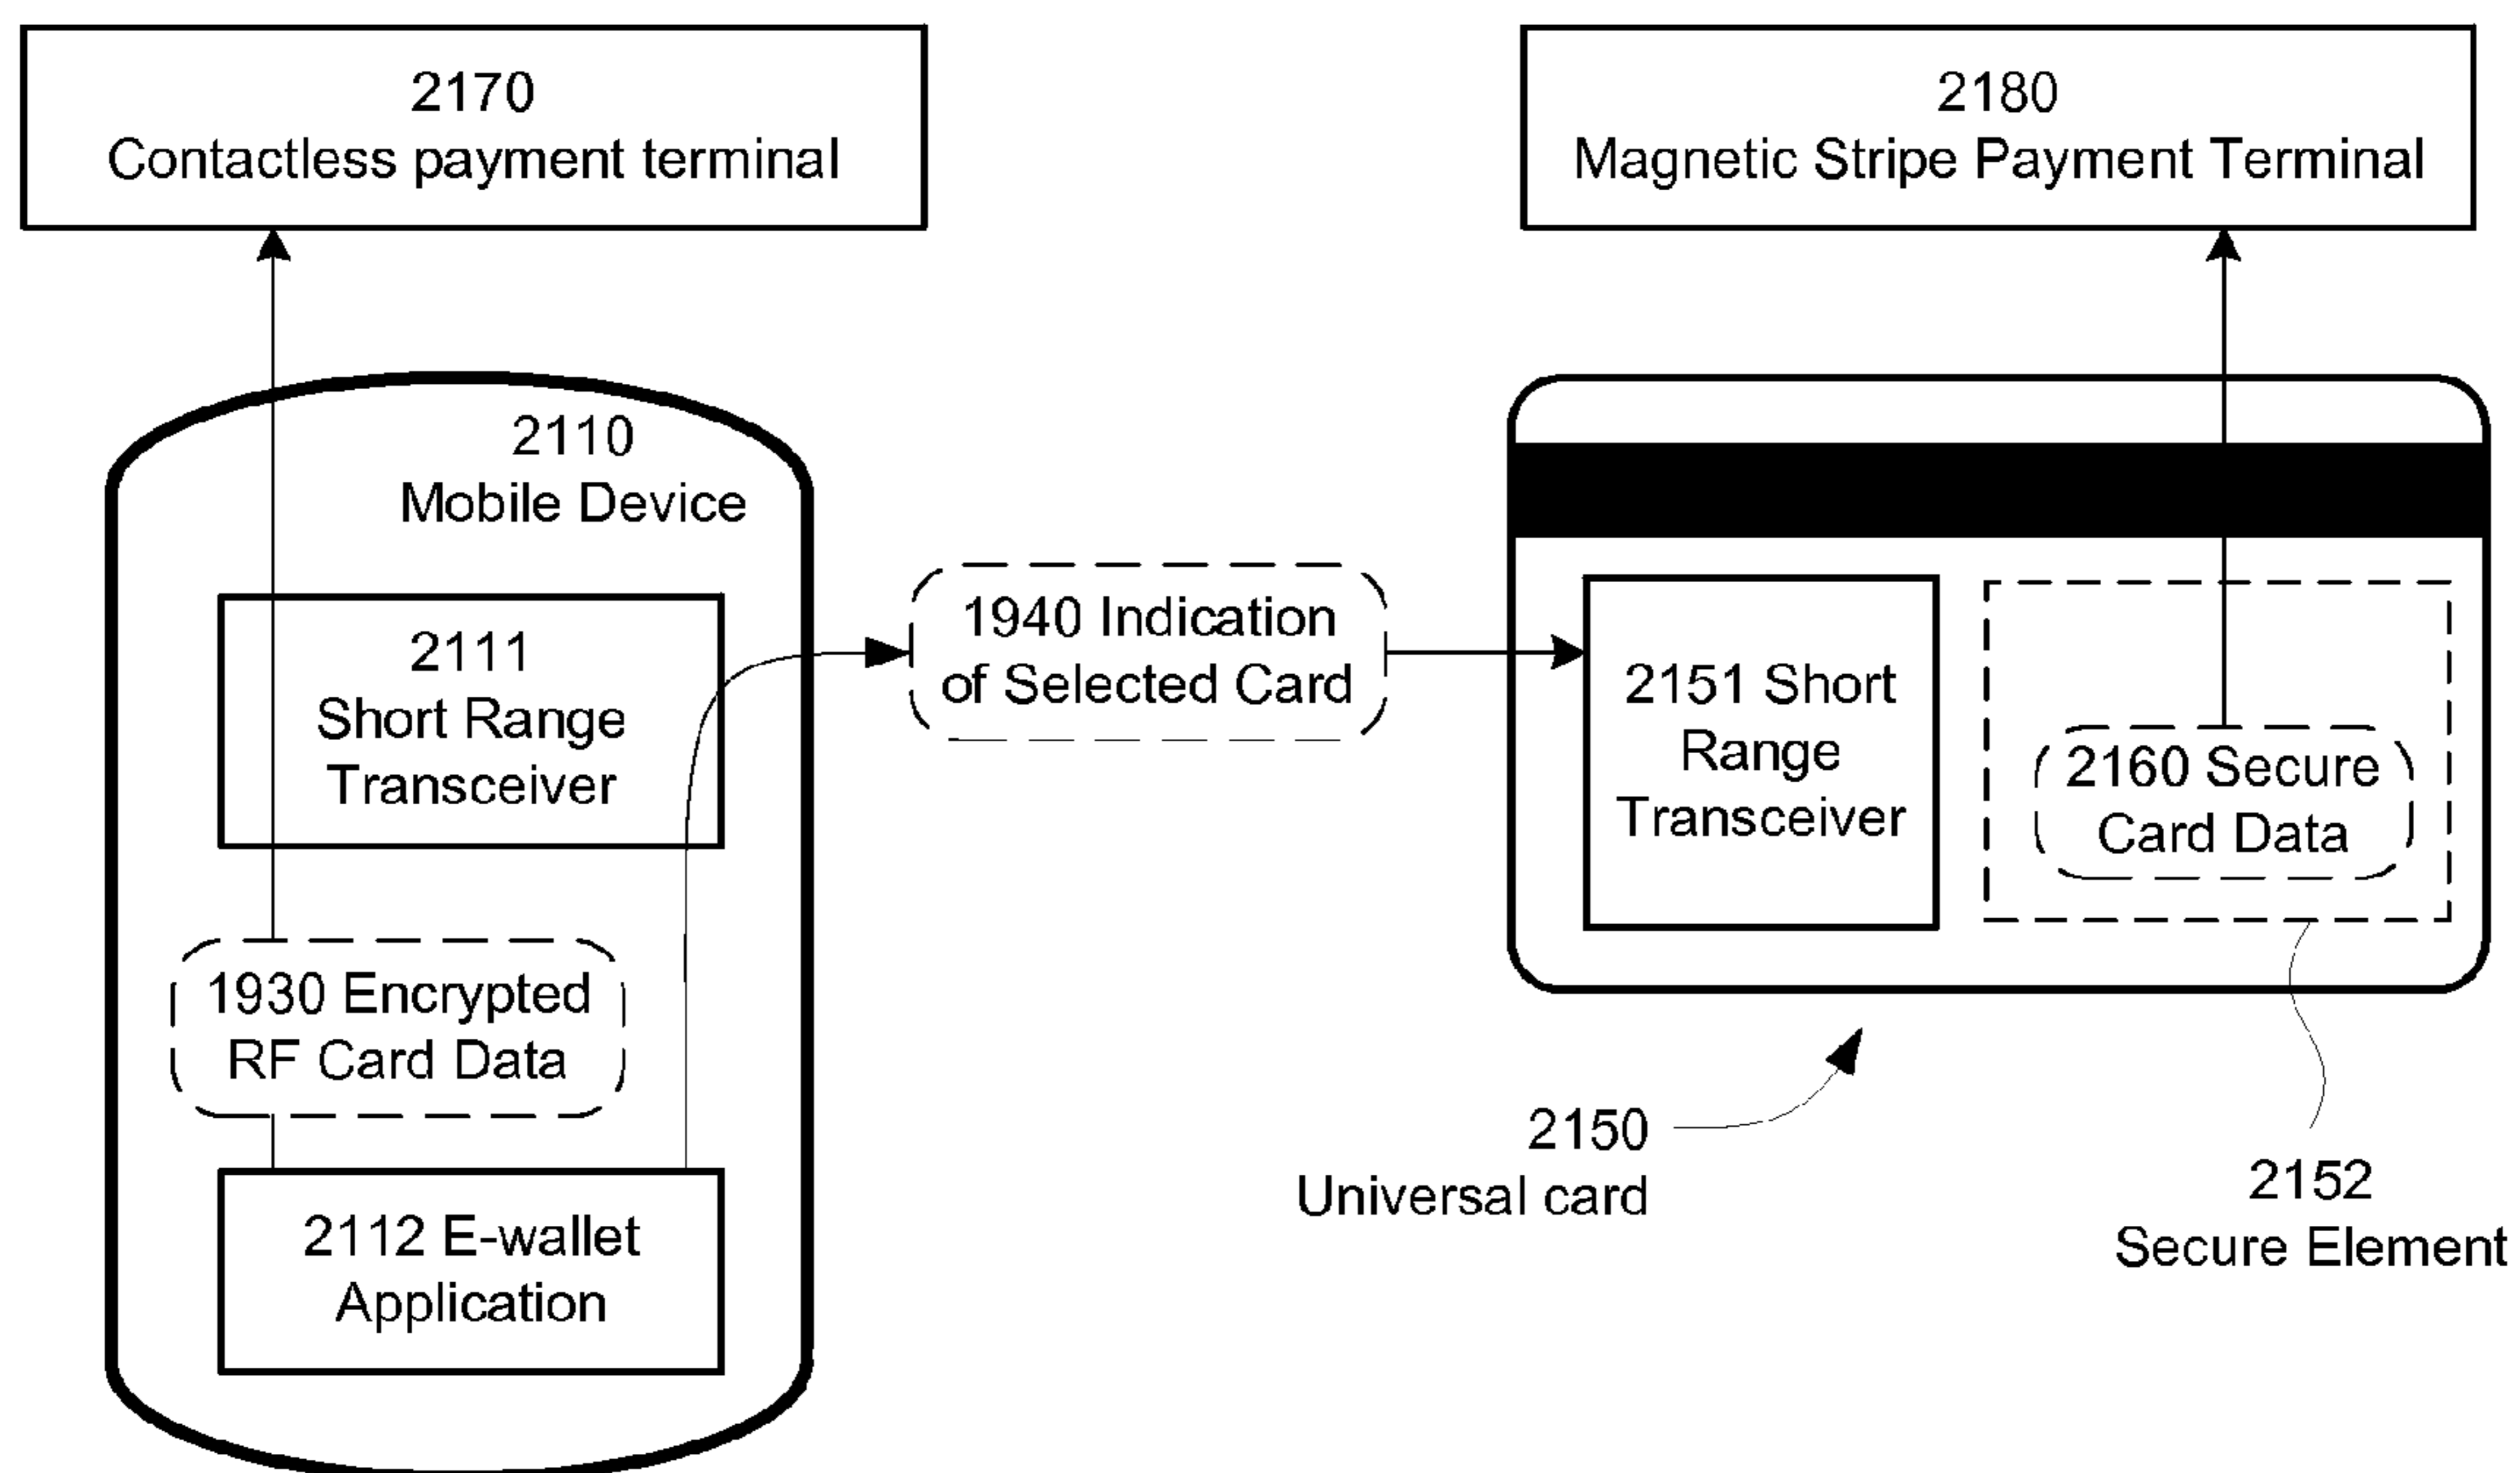 2170
Contactless payment terminal
2180
Magnetic Stripe Payment Terminal
2110
Mobile Device
2111
Short Range
Transceiver
1940 Indication
of Selected Card
2151 Short
Range
Transceiver
2160 Secure
Card Data
1930 Encrypted
RF Card Data
2112 E-wallet
Application
2150
Universal card
2152
Secure Element